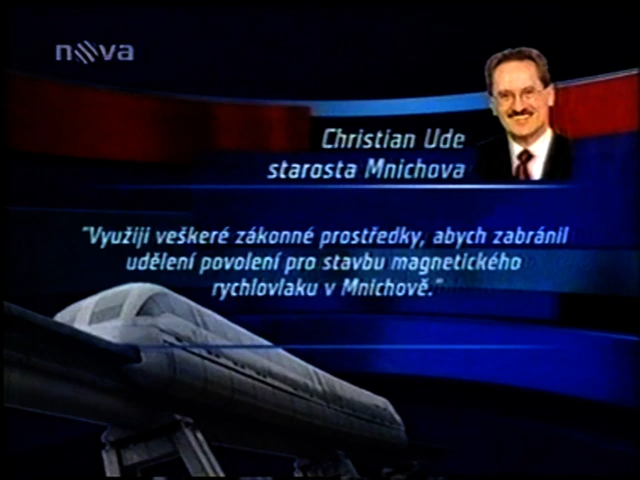 nova
Christian Ude
starosta Mnichova
"Využiji veškeré zákonné prostředky, abych zabránil
udělení povolení pro stavbu magnetického
rychlovlaku v Mnichově."